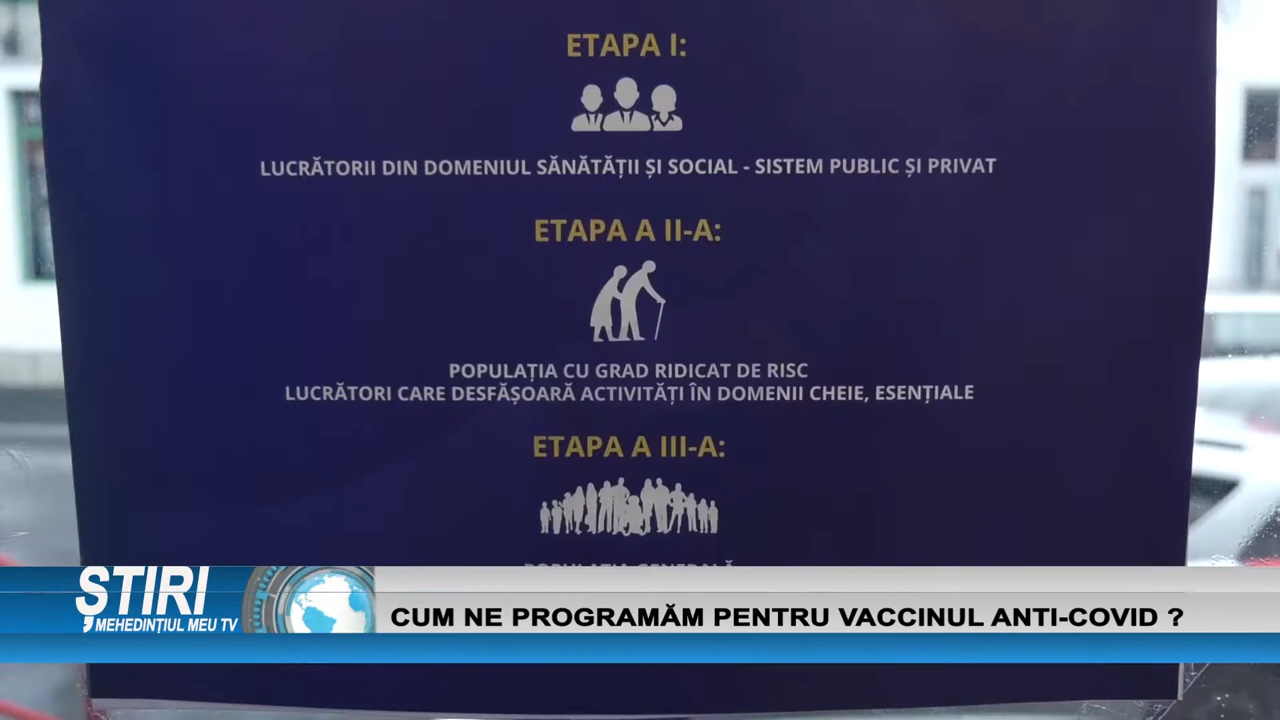 ETAPA I:
LUCRĂTORII DIN DOMENIUL SĂNĂTĂȚII ȘI SOCIAL - SISTEM PUBLIC ȘI PRIVAT
ETAPA A II-A:
POPULAȚIA CU GRAD RIDICAT DE RISC
LUCRĂTORI CARE DESFĂȘOARĂ ACTIVITĂȚI ÎN DOMENII CHEIE, ESENȚIALE
ETAPA A III-A:
POPULAȚIA GENERALĂ
ȘTIRI
MEHEDINȚIUL MEU TV
CUM NE PROGRAMĂM PENTRU VACCINUL ANTI-COVID ?